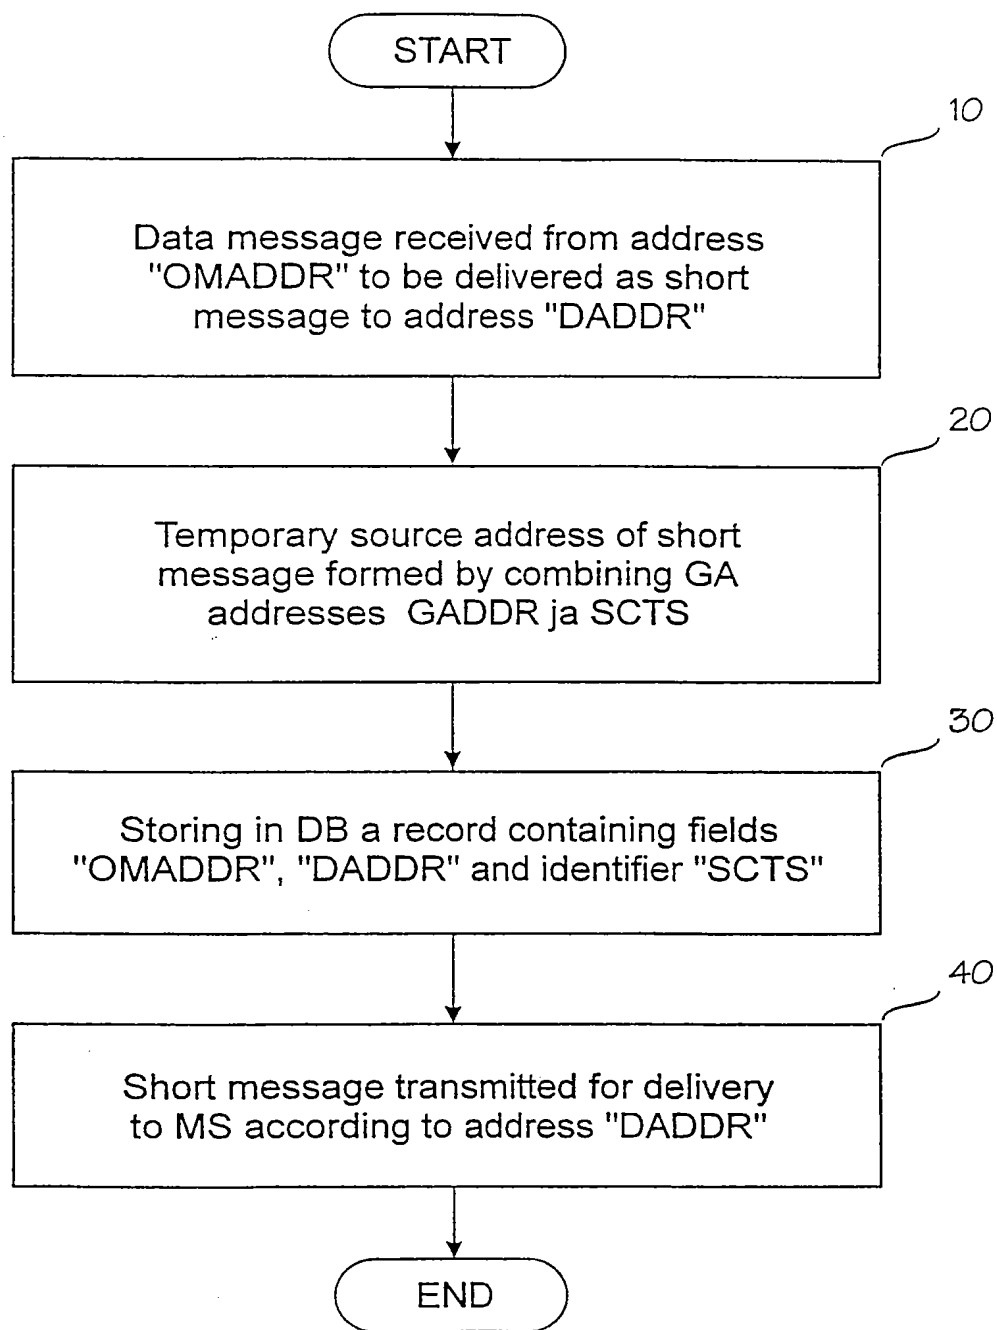 START
10
Data message received from address
"OMADDR" to be delivered as short
message to address "DADDR"
20
Temporary source address of short
message formed by combining GA
addresses GADDR ja SCTS
30
Storing in DB a record containing fields
"OMADDR", "DADDR" and identifier "SCTS"
40
Short message transmitted for delivery
to MS according to address "DADDR"
END